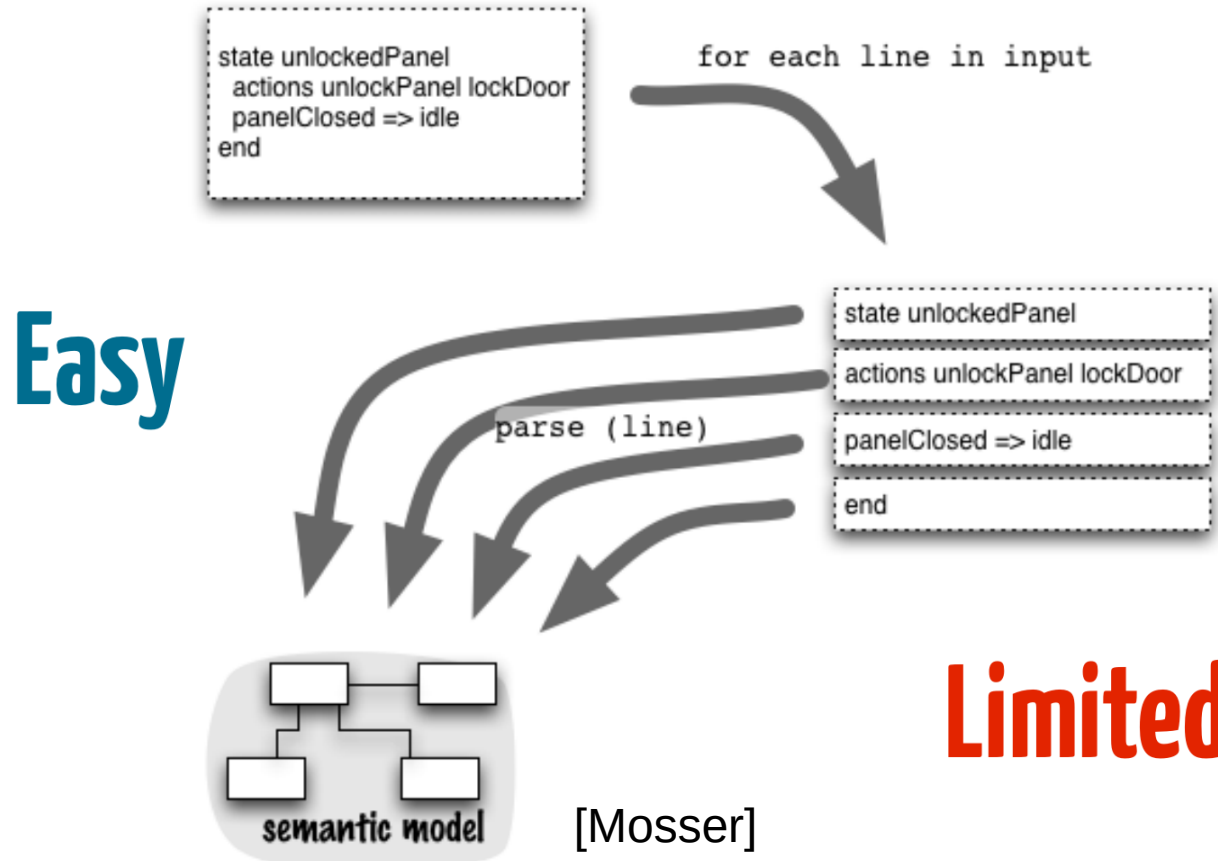 state unlockedPanel
actions unlockPanel lockDoor
panelClosed => idle
end
for each line in input
Easy
state unlockedPanel
actions unlockPanel lockDoor
parse (line)
panelClosed => idle
end
Limited
semantic model
[Mosser]